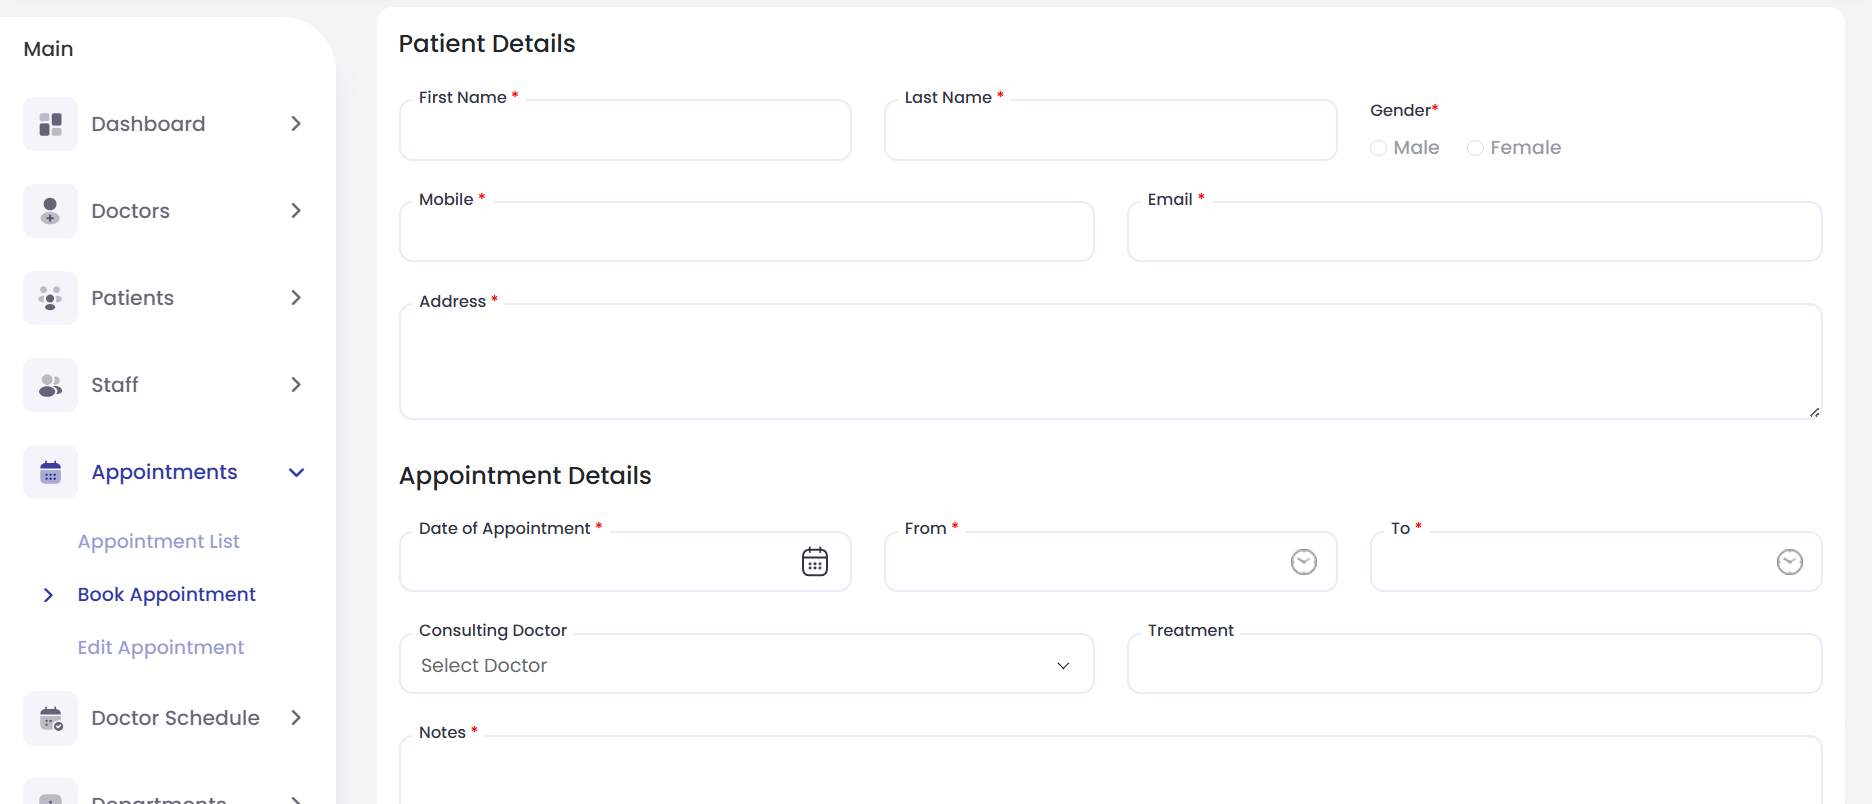 Main
Dashboard
Doctors
Patients
Staff
Appointments
Appointment List
Book Appointment
Edit Appointment
Doctor Schedule
Departments
Patient Details
First Name *
Last Name *
Gender*
Male
Female
Mobile *
Email *
Address *
Appointment Details
Date of Appointment *
From *
To *
Consulting Doctor
Select Doctor
Treatment
Notes *